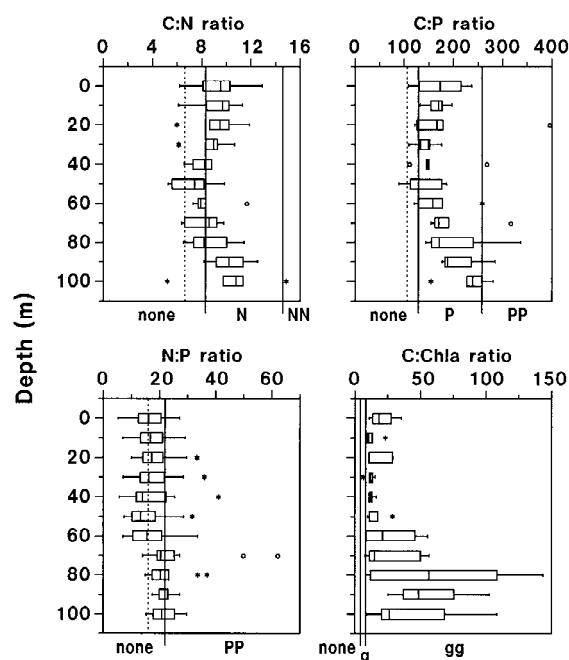 C:N ratio
0 4 8 12 16
C:P ratio
0 100 200 300 400
0
20
40
60
80
100
none N NN
none P PP
Depth (m)
N:P ratio
0 20 40 60
C:Chla ratio
0 50 100 150
0
20
40
60
80
100
none PP
none g gg